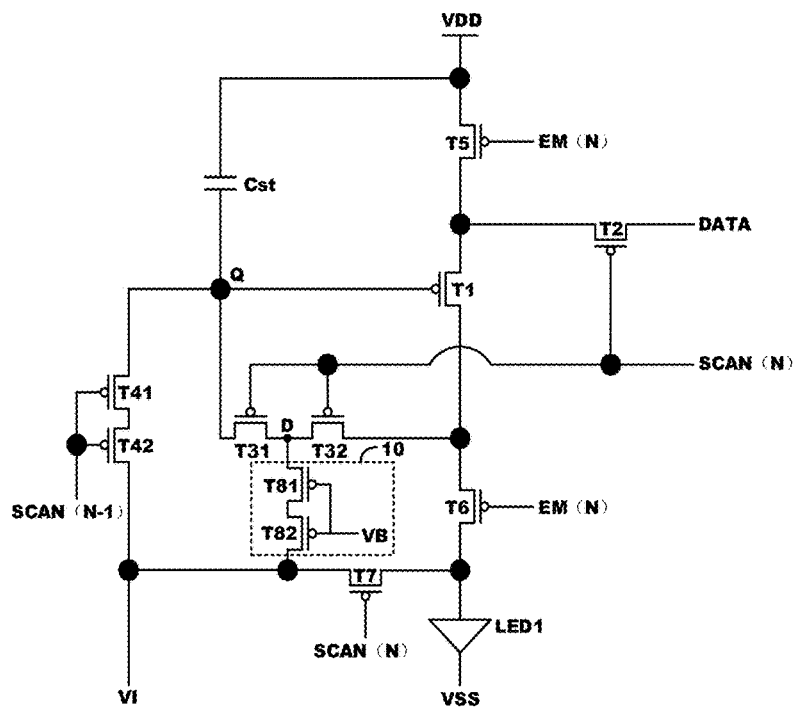 VDD
T5
EM（N）
Cst
T2
DATA
Q
T1
SCAN（N）
T41
D
T31
T32
10
T42
T81
T6
EM（N）
SCAN（N-1）
T82
VB
T7
LED1
SCAN（N）
VI
VSS